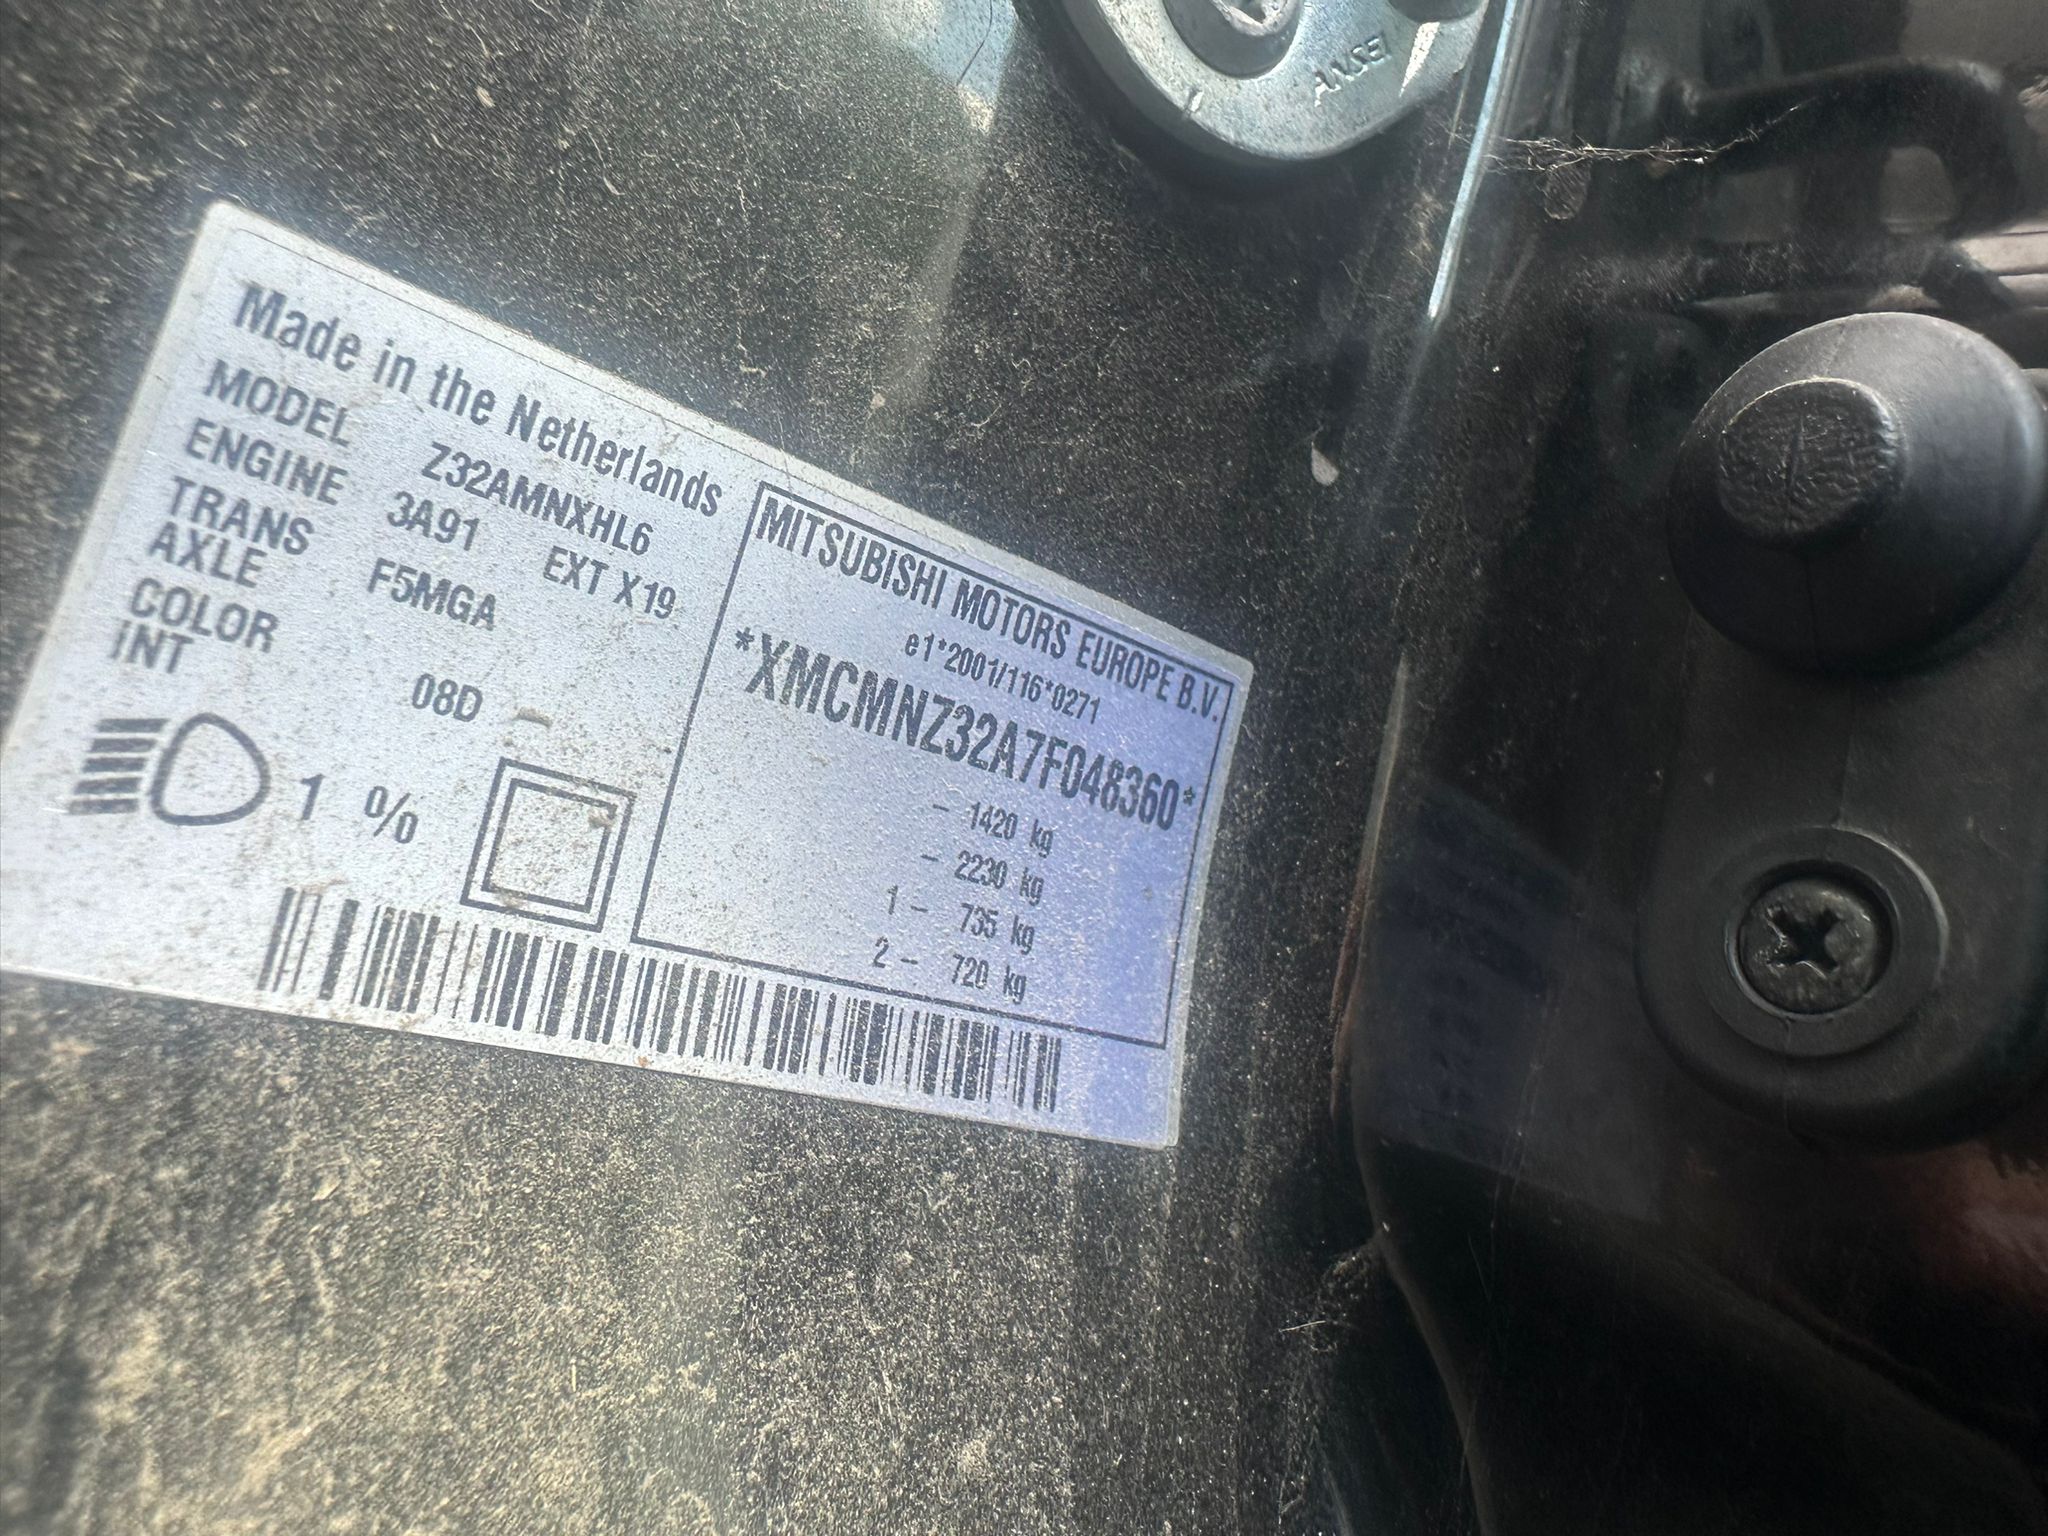 ANSEI
Made in the Netherlands
MODEL Z32AMNXHL6
ENGINE 3A91 EXT X19
TRANS F5MGA
AXLE
COLOR
INT 08D
1 %
MITSUBISHI MOTORS EUROPE B.V.
e1*2001/116*0271
*XMCMNZ32A7F048360*
- 1420 kg
- 2230 kg
1 - 735 kg
2 - 720 kg